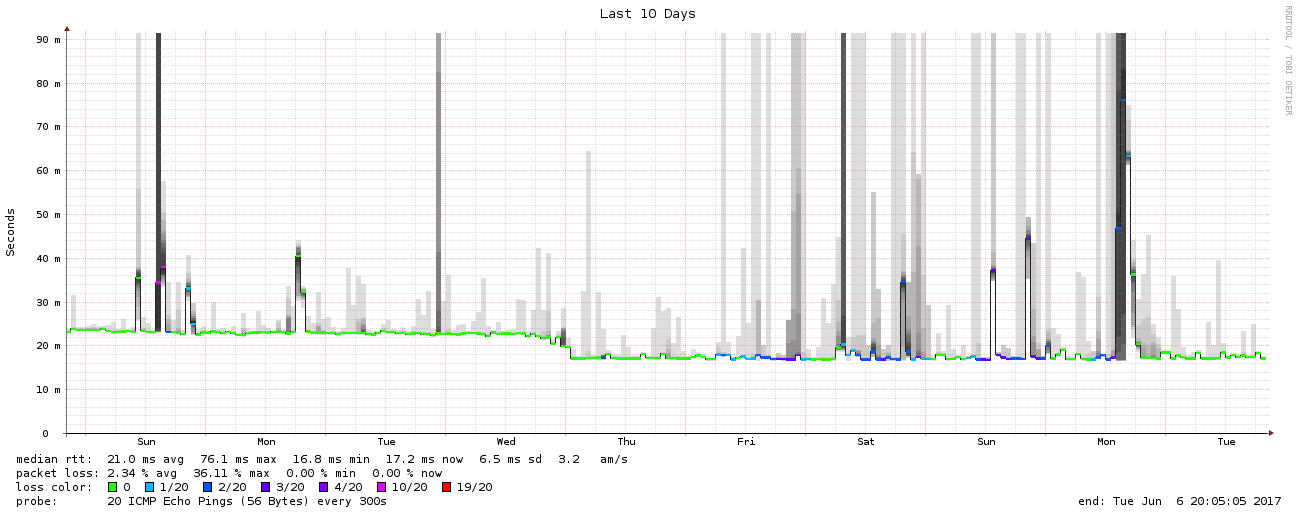 Last 10 Days
RRDTOOL / TOBI OETIKER
Seconds
90 m
80 m
70 m
60 m
50 m
40 m
30 m
20 m
10 m
0
Sun Mon Tue Wed Thu Fri Sat Sun Mon Tue
median rtt: 21.0 ms avg 76.1 ms max 16.8 ms min 17.2 ms now 6.5 ms sd 3.2 am/s
packet loss: 2.34 % avg 36.11 % max 0.00 % min 0.00 % now
loss color: 0 1/20 2/20 3/20 4/20 10/20 19/20
probe: 20 ICMP Echo Pings (56 Bytes) every 300s
end: Tue Jun 6 20:05:05 2017